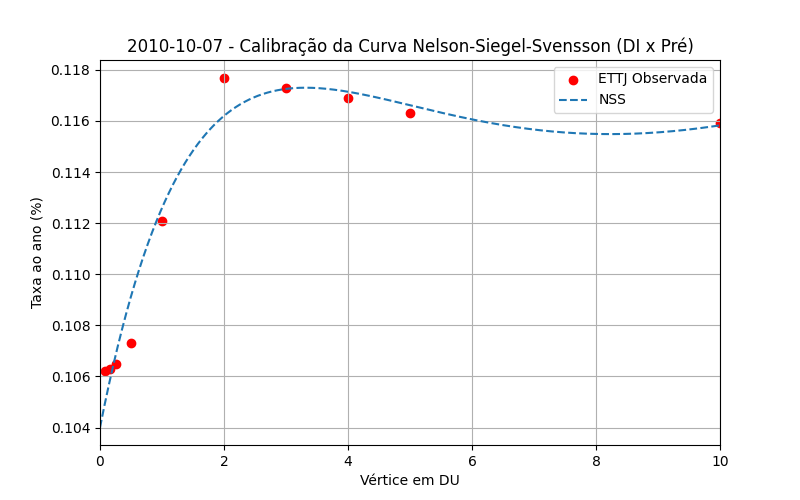 2010-10-07 - Calibração da Curva Nelson-Siegel-Svensson (DI x Pré)
ETTJ Observada
NSS
Taxa ao ano (%)
0.118
0.116
0.114
0.112
0.110
0.108
0.106
0.104
0 2 4 6 8 10
Vértice em DU